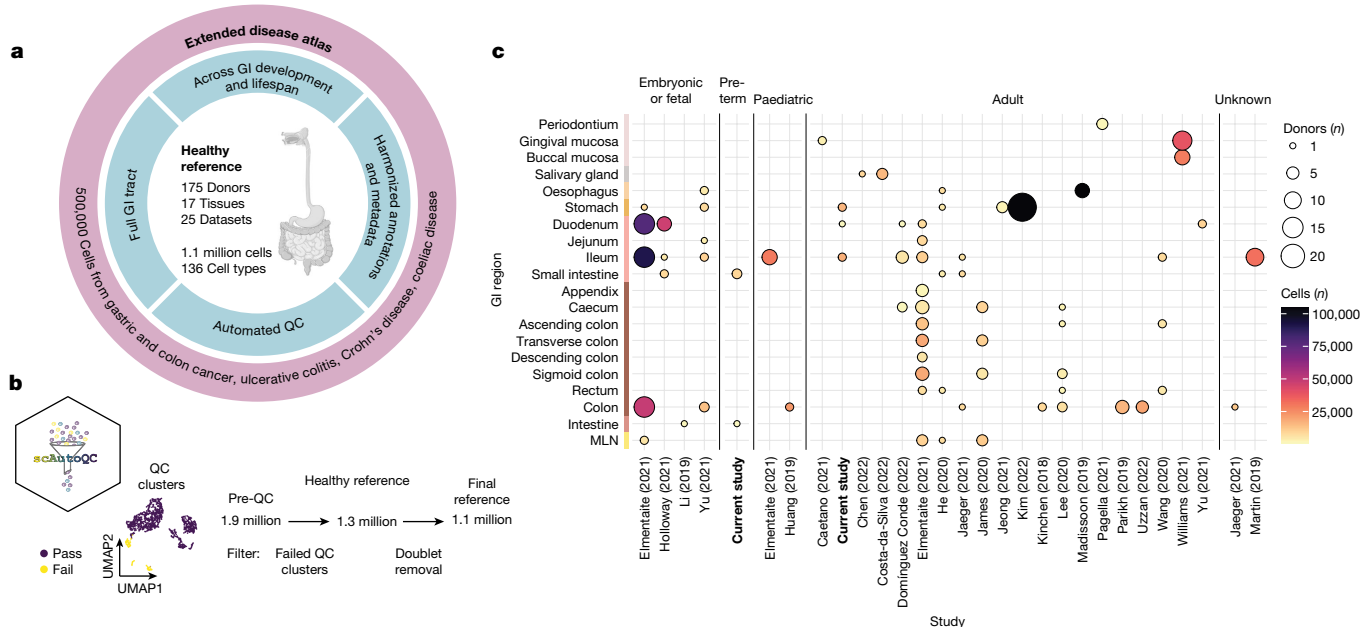 a
Extended disease atlas
Across GI development
and lifespan
Full GI tract
Harmonized annotations
and metadata
Automated QC
Healthy
reference
175 Donors
17 Tissues
25 Datasets
1.1 million cells
136 Cell types
500,000 Cells from gastric and colon cancer, ulcerative colitis, Crohn's disease, coeliac disease
b
scAutoQC
QC
clusters
Pass
Fail
UMAP2
UMAP1
Healthy reference
Pre-QC
1.9 million
1.3 million
Final
reference
1.1 million
Filter:
Failed QC
clusters
Doublet
removal
c
Embryonic
or fetal
Pre-
term
Paediatric
Adult
Unknown
GI region
Periodontium
Gingival mucosa
Buccal mucosa
Salivary gland
Oesophagus
Stomach
Duodenum
Jejunum
Ileum
Small intestine
Appendix
Caecum
Ascending colon
Transverse colon
Descending colon
Sigmoid colon
Rectum
Colon
Intestine
MLN
Elmentaite (2021)
Holloway (2021)
Li (2019)
Yu (2021)
Current study
Elmentaite (2021)
Huang (2019)
Caetano (2021)
Current study
Chen (2022)
Costa-da-Silva (2022)
Domínguez Conde (2022)
Elmentaite (2021)
He (2020)
Jaeger (2021)
James (2020)
Jeong (2021)
Kim (2022)
Kinchen (2018)
Lee (2020)
Madissoon (2019)
Pagella (2021)
Parikh (2019)
Uzzan (2022)
Wang (2020)
Williams (2021)
Yu (2021)
Jaeger (2021)
Martin (2019)
Study
Donors (n)
1
5
10
15
20
Cells (n)
100,000
75,000
50,000
25,000